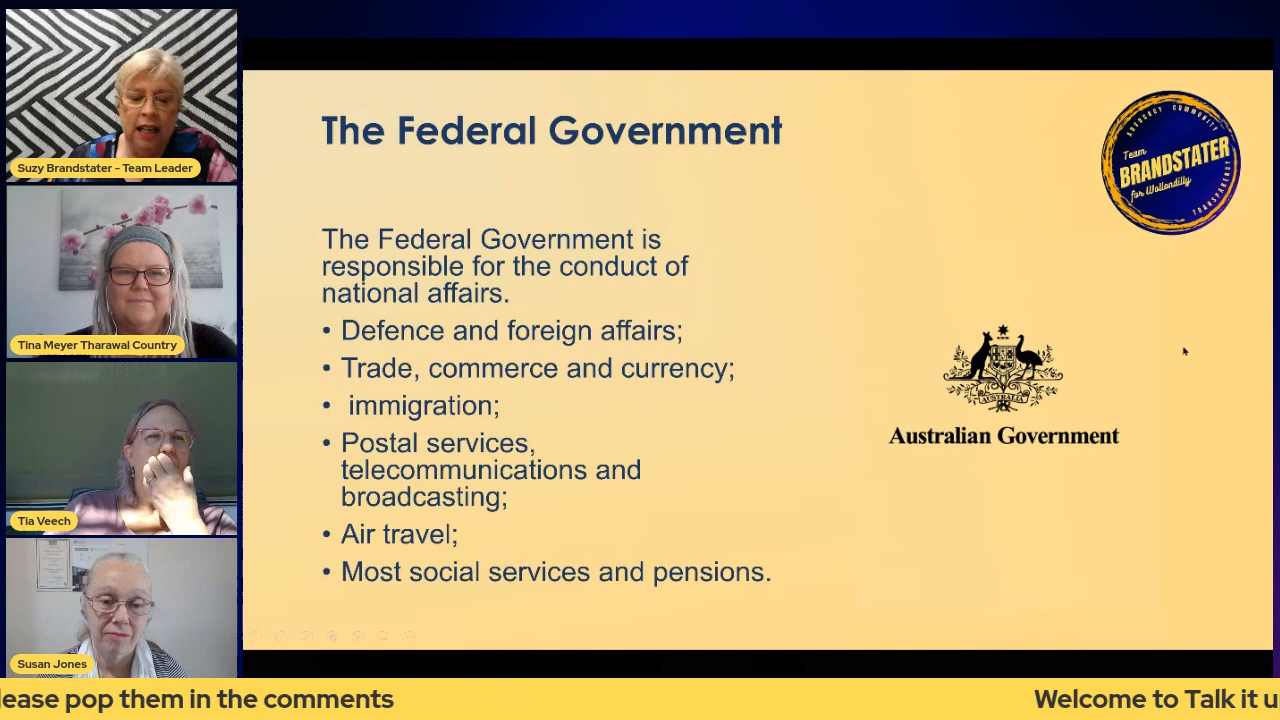 Suzy Brandstater - Team Leader
Tina Meyer Tharawal Country
Tia Veech
Susan Jones
The Federal Government
The Federal Government is
responsible for the conduct of
national affairs.
• Defence and foreign affairs;
• Trade, commerce and currency;
• immigration;
• Postal services,
telecommunications and
broadcasting;
• Air travel;
• Most social services and pensions.
ADVOCACY COMMUNITY
TRANSPARENCY
Team
BRANDSTATER
for Wollondilly
AUSTRALIA
Australian Government
lease pop them in the comments
Welcome to Talk it u